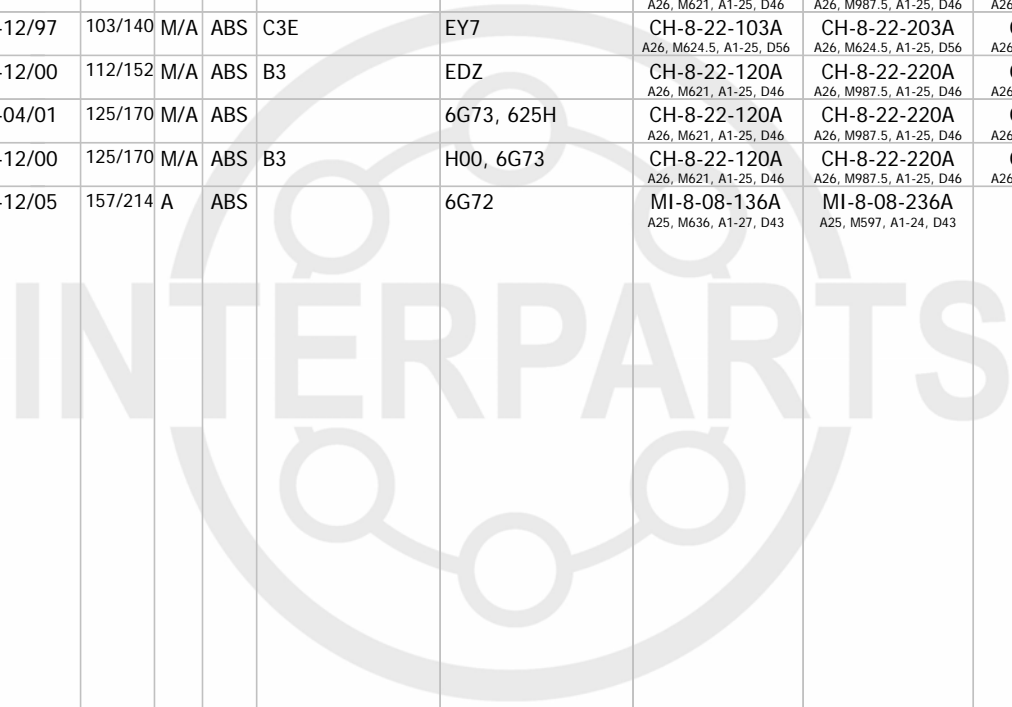 A26, M621, A1-25, D46 A26, M987.5, A1-25, D46 A26
-12/97 103/140 M/A ABS C3E EY7 CH-8-22-103A CH-8-22-203A
A26, M624.5, A1-25, D56 A26, M624.5, A1-25, D56 A26
-12/00 112/152 M/A ABS B3 EDZ CH-8-22-120A CH-8-22-220A
A26, M621, A1-25, D46 A26, M987.5, A1-25, D46 A26
-04/01 125/170 M/A ABS 6G73, 625H CH-8-22-120A CH-8-22-220A
A26, M621, A1-25, D46 A26, M987.5, A1-25, D46 A26
-12/00 125/170 M/A ABS B3 H00, 6G73 CH-8-22-120A CH-8-22-220A
A26, M621, A1-25, D46 A26, M987.5, A1-25, D46 A26
-12/05 157/214 A ABS 6G72 MI-8-08-136A MI-8-08-236A
A25, M636, A1-27, D43 A25, M597, A1-24, D43
INTERPARTS